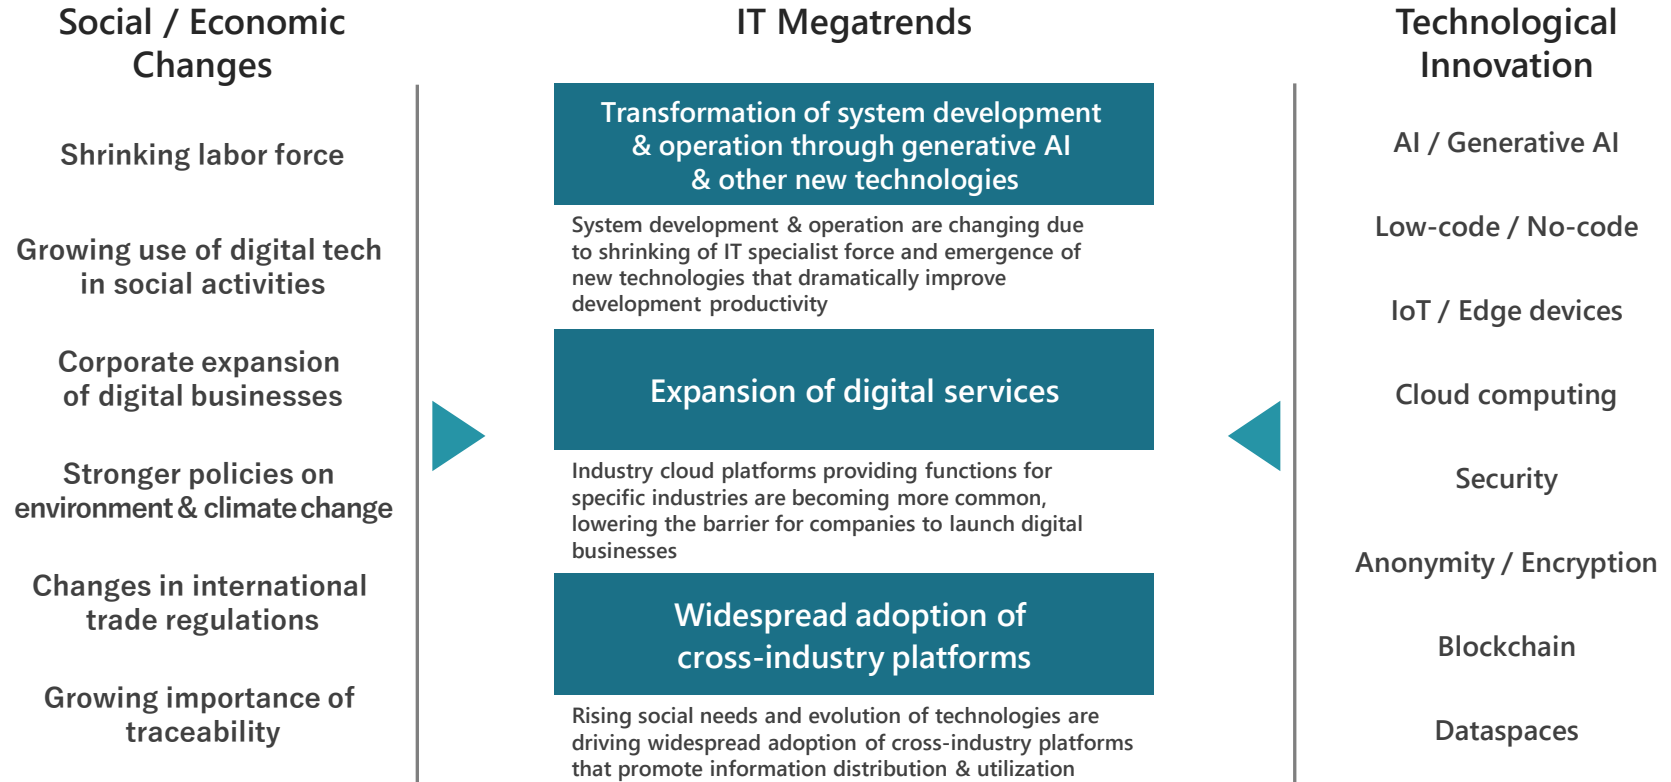 Social / Economic
Changes
Shrinking labor force
Growing use of digital tech
in social activities
Corporate expansion
of digital businesses
Stronger policies on
environment & climate change
Changes in international
trade regulations
Growing importance of
traceability
IT Megatrends
Transformation of system development
& operation through generative AI
& other new technologies
System development & operation are changing due
to shrinking of IT specialist force and emergence of
new technologies that dramatically improve
development productivity
Expansion of digital services
Industry cloud platforms providing functions for
specific industries are becoming more common,
lowering the barrier for companies to launch digital
businesses
Widespread adoption of
cross-industry platforms
Rising social needs and evolution of technologies are
driving widespread adoption of cross-industry platforms
that promote information distribution & utilization
Technological
Innovation
AI / Generative AI
Low-code / No-code
IoT / Edge devices
Cloud computing
Security
Anonymity / Encryption
Blockchain
Dataspaces